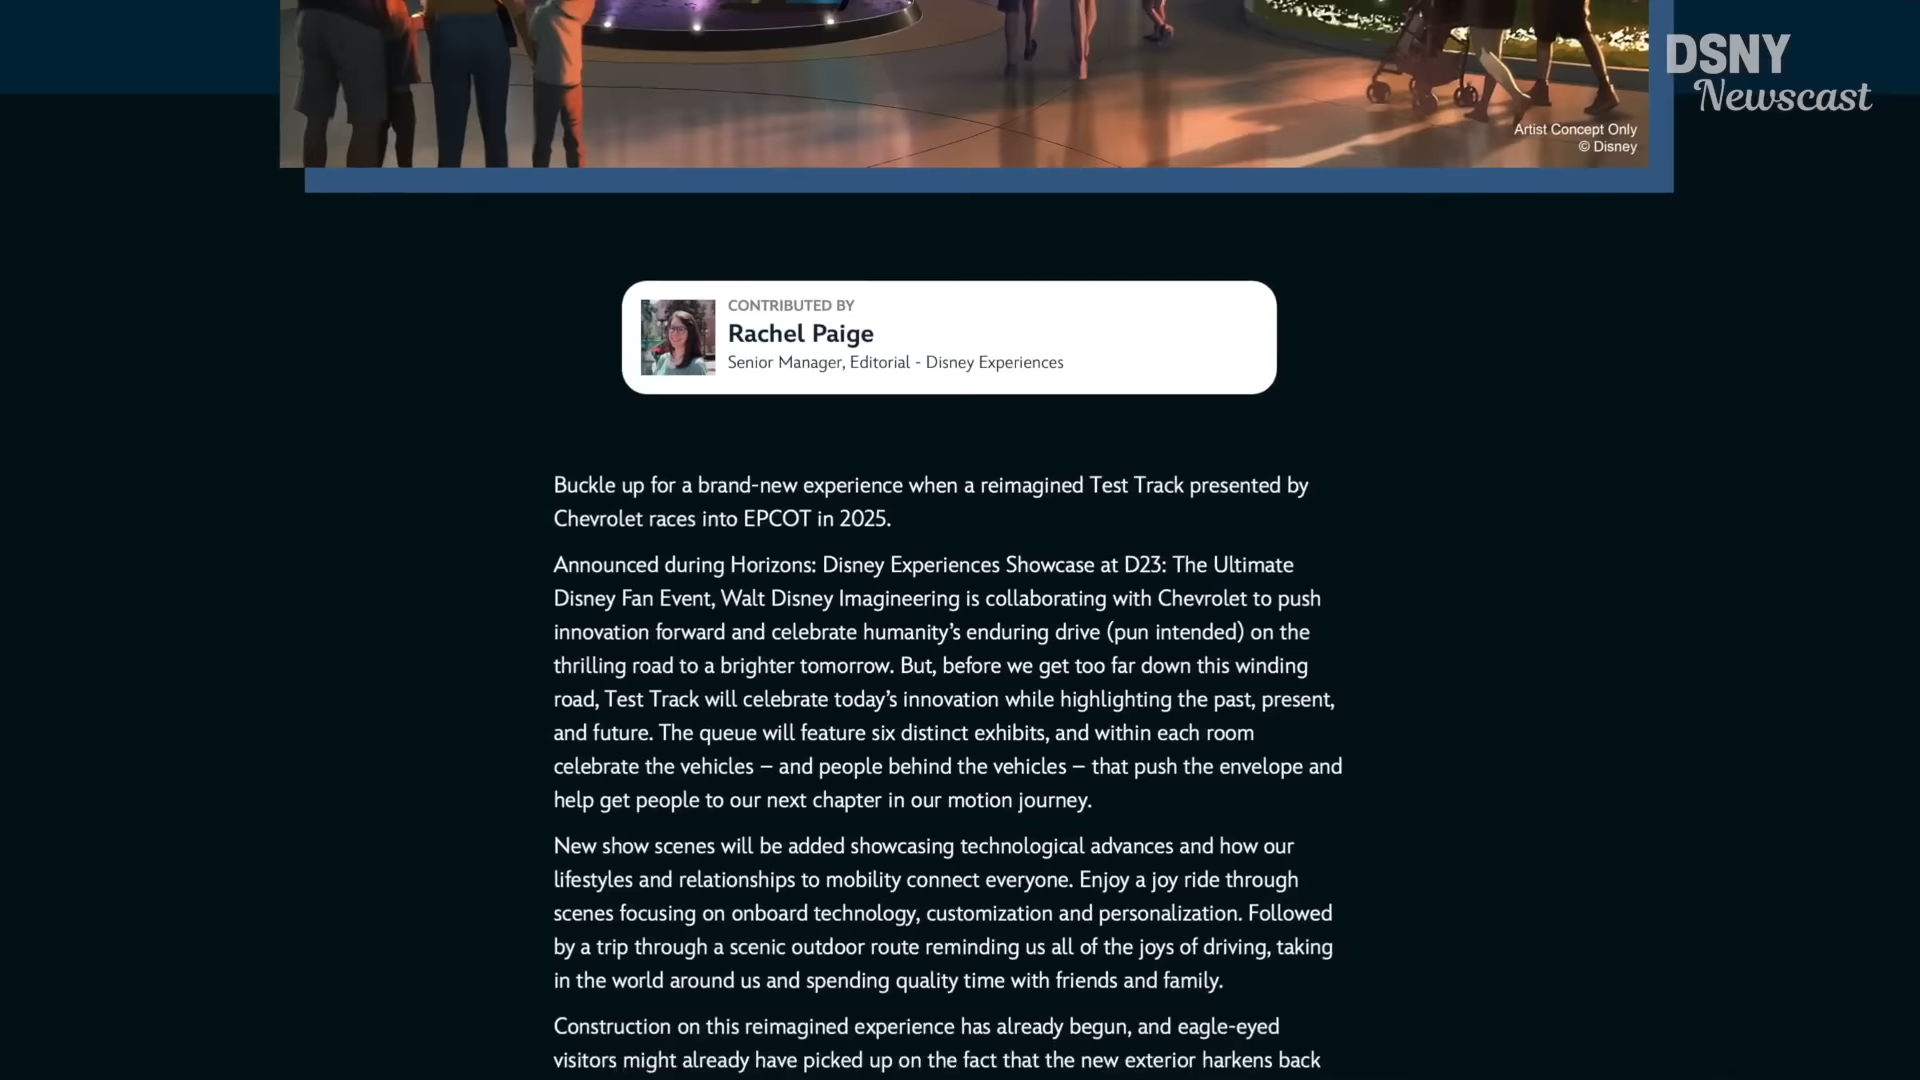 DSNY
Newscast
Artist Concept Only
© Disney
CONTRIBUTED BY
Rachel Paige
Senior Manager, Editorial - Disney Experiences
Buckle up for a brand-new experience when a reimagined Test Track presented by
Chevrolet races into EPCOT in 2025.
Announced during Horizons: Disney Experiences Showcase at D23: The Ultimate
Disney Fan Event, Walt Disney Imagineering is collaborating with Chevrolet to push
innovation forward and celebrate humanity’s enduring drive (pun intended) on the
thrilling road to a brighter tomorrow. But, before we get too far down this winding
road, Test Track will celebrate today’s innovation while highlighting the past, present,
and future. The queue will feature six distinct exhibits, and within each room
celebrate the vehicles – and people behind the vehicles – that push the envelope and
help get people to our next chapter in our motion journey.
New show scenes will be added showcasing technological advances and how our
lifestyles and relationships to mobility connect everyone. Enjoy a joy ride through
scenes focusing on onboard technology, customization and personalization. Followed
by a trip through a scenic outdoor route reminding us all of the joys of driving, taking
in the world around us and spending quality time with friends and family.
Construction on this reimagined experience has already begun, and eagle-eyed
visitors might already have picked up on the fact that the new exterior harkens back